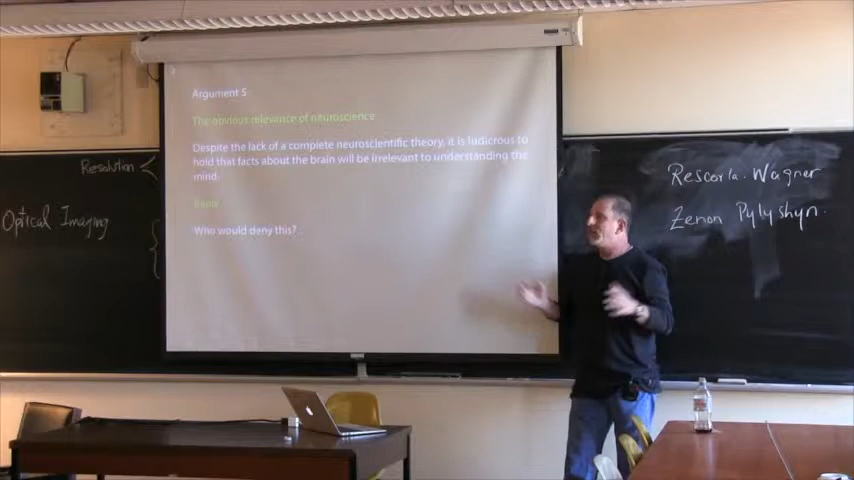 Argument 5
The obvious relevance of neuroscience
Despite the lack of a complete neuroscientific theory, it is ludicrous to
hold that facts about the brain will be irrelevant to understanding the
mind.
Who would deny this?
Resolution
Optical Imaging
Rescorla. Wagner
Zenon Pylyshyn.